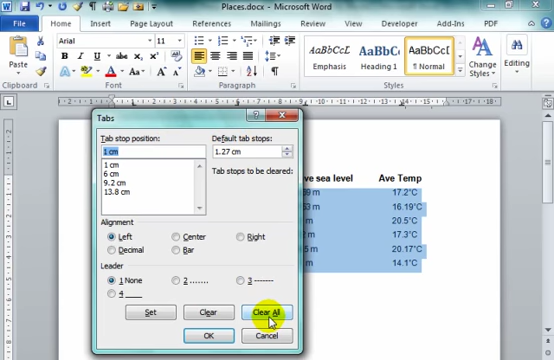 Places.docx - Microsoft Word
File Home Insert Page Layout References Mailings Review View Developer Add-Ins PDF
Paste
Arial 11
B I U abc
AaBbCcL AaBbCc AaBbCcL
Emphasis Heading 1 ¶ Normal
Change Styles
Editing
Clipboard Font Paragraph Styles
Tabs
Tab stop position: Default tab stops:
1 cm 1.27 cm
1 cm Tab stops to be cleared:
6 cm
9.2 cm
13.8 cm
Alignment
Left Center Right
Decimal Bar
Leader
1 None 2 ....... 3 -------
4 ___
Set Clear Clear All
OK Cancel
sea level Ave Temp
m 17.2°C
m 16.19°C
m 20.5°C
m 17.3°C
m 20.17°C
m 14.1°C